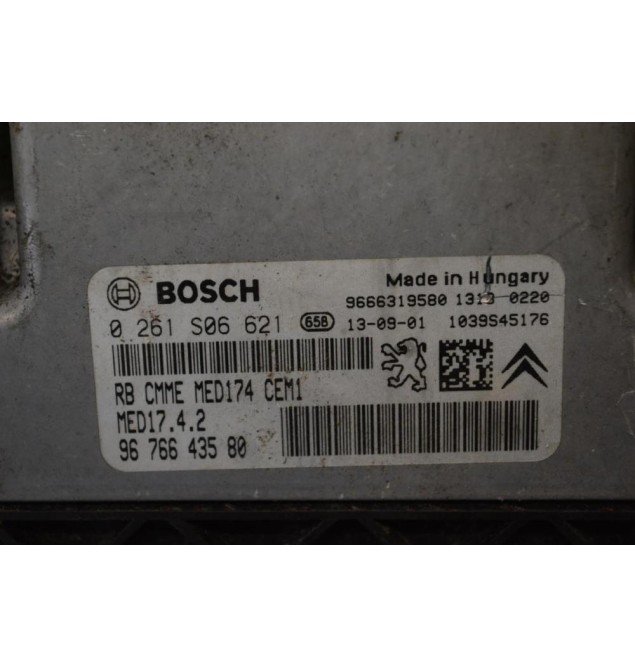 BOSCH Made in Hungary
9666319580 1313 0220
0 261 S06 621 658 13-09-01 1039S45176
RB CMME MED174 CEM1
MED17.4.2
96 766 435 80